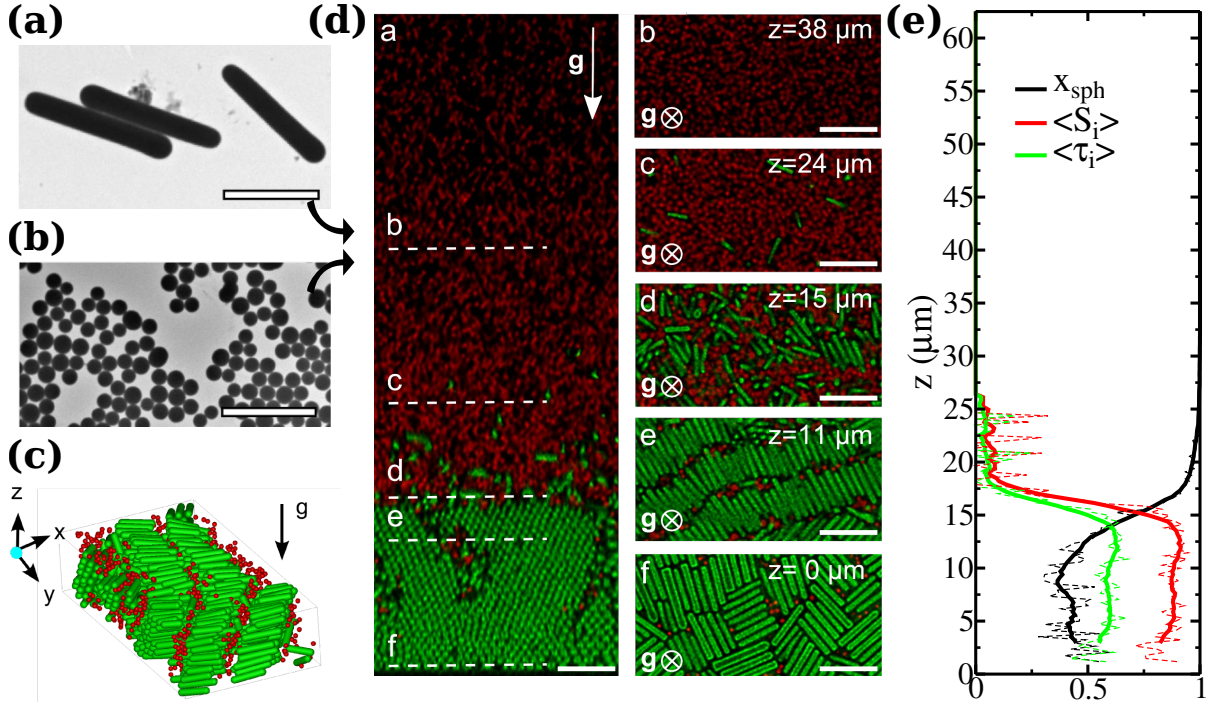 (a)
(b)
(c)
z
x
y
g
(d)
a
g
b
c
d
e
f
b z=38 µm
g⊗
c z=24 µm
g⊗
d z=15 µm
g⊗
e z=11 µm
g⊗
f z= 0 µm
g⊗
(e)
x_sph
<S_i>
<τ_i>
z (µm)
60
55
50
45
40
35
30
25
20
15
10
5
0
0 0.5 1